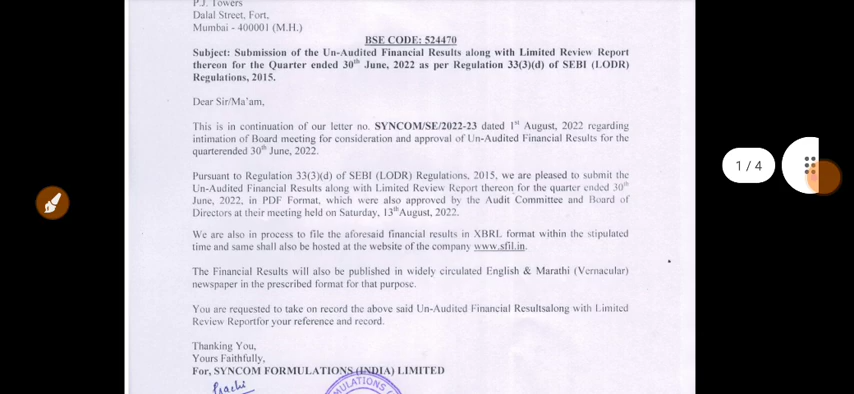 P.J. Towers
Dalal Street, Fort,
Mumbai - 400001 (M.H.)
BSE CODE: 524470
Subject: Submission of the Un-Audited Financial Results along with Limited Review Report
thereon for the Quarter ended 30th June, 2022 as per Regulation 33(3)(d) of SEBI (LODR)
Regulations, 2015.
Dear Sir/Ma'am,
This is in continuation of our letter no. SYNCOM/SE/2022-23 dated 1st August, 2022 regarding
intimation of Board meeting for consideration and approval of Un-Audited Financial Results for the
quarterended 30th June, 2022.
Pursuant to Regulation 33(3)(d) of SEBI (LODR) Regulations, 2015, we are pleased to submit the
Un-Audited Financial Results along with Limited Review Report thereon for the quarter ended 30th
June, 2022, in PDF Format, which were also approved by the Audit Committee and Board of
Directors at their meeting held on Saturday, 13th August, 2022.
We are also in process to file the aforesaid financial results in XBRL format within the stipulated
time and same shall also be hosted at the website of the company www.sfil.in.
The Financial Results will also be published in widely circulated English & Marathi (Vernacular)
newspaper in the prescribed format for that purpose.
You are requested to take on record the above said Un-Audited Financial Resultsalong with Limited
Review Reportfor your reference and record.
Thanking You,
Yours Faithfully,
For, SYNCOM FORMULATIONS (INDIA) LIMITED
Prachi
MULATIONS
1 / 4